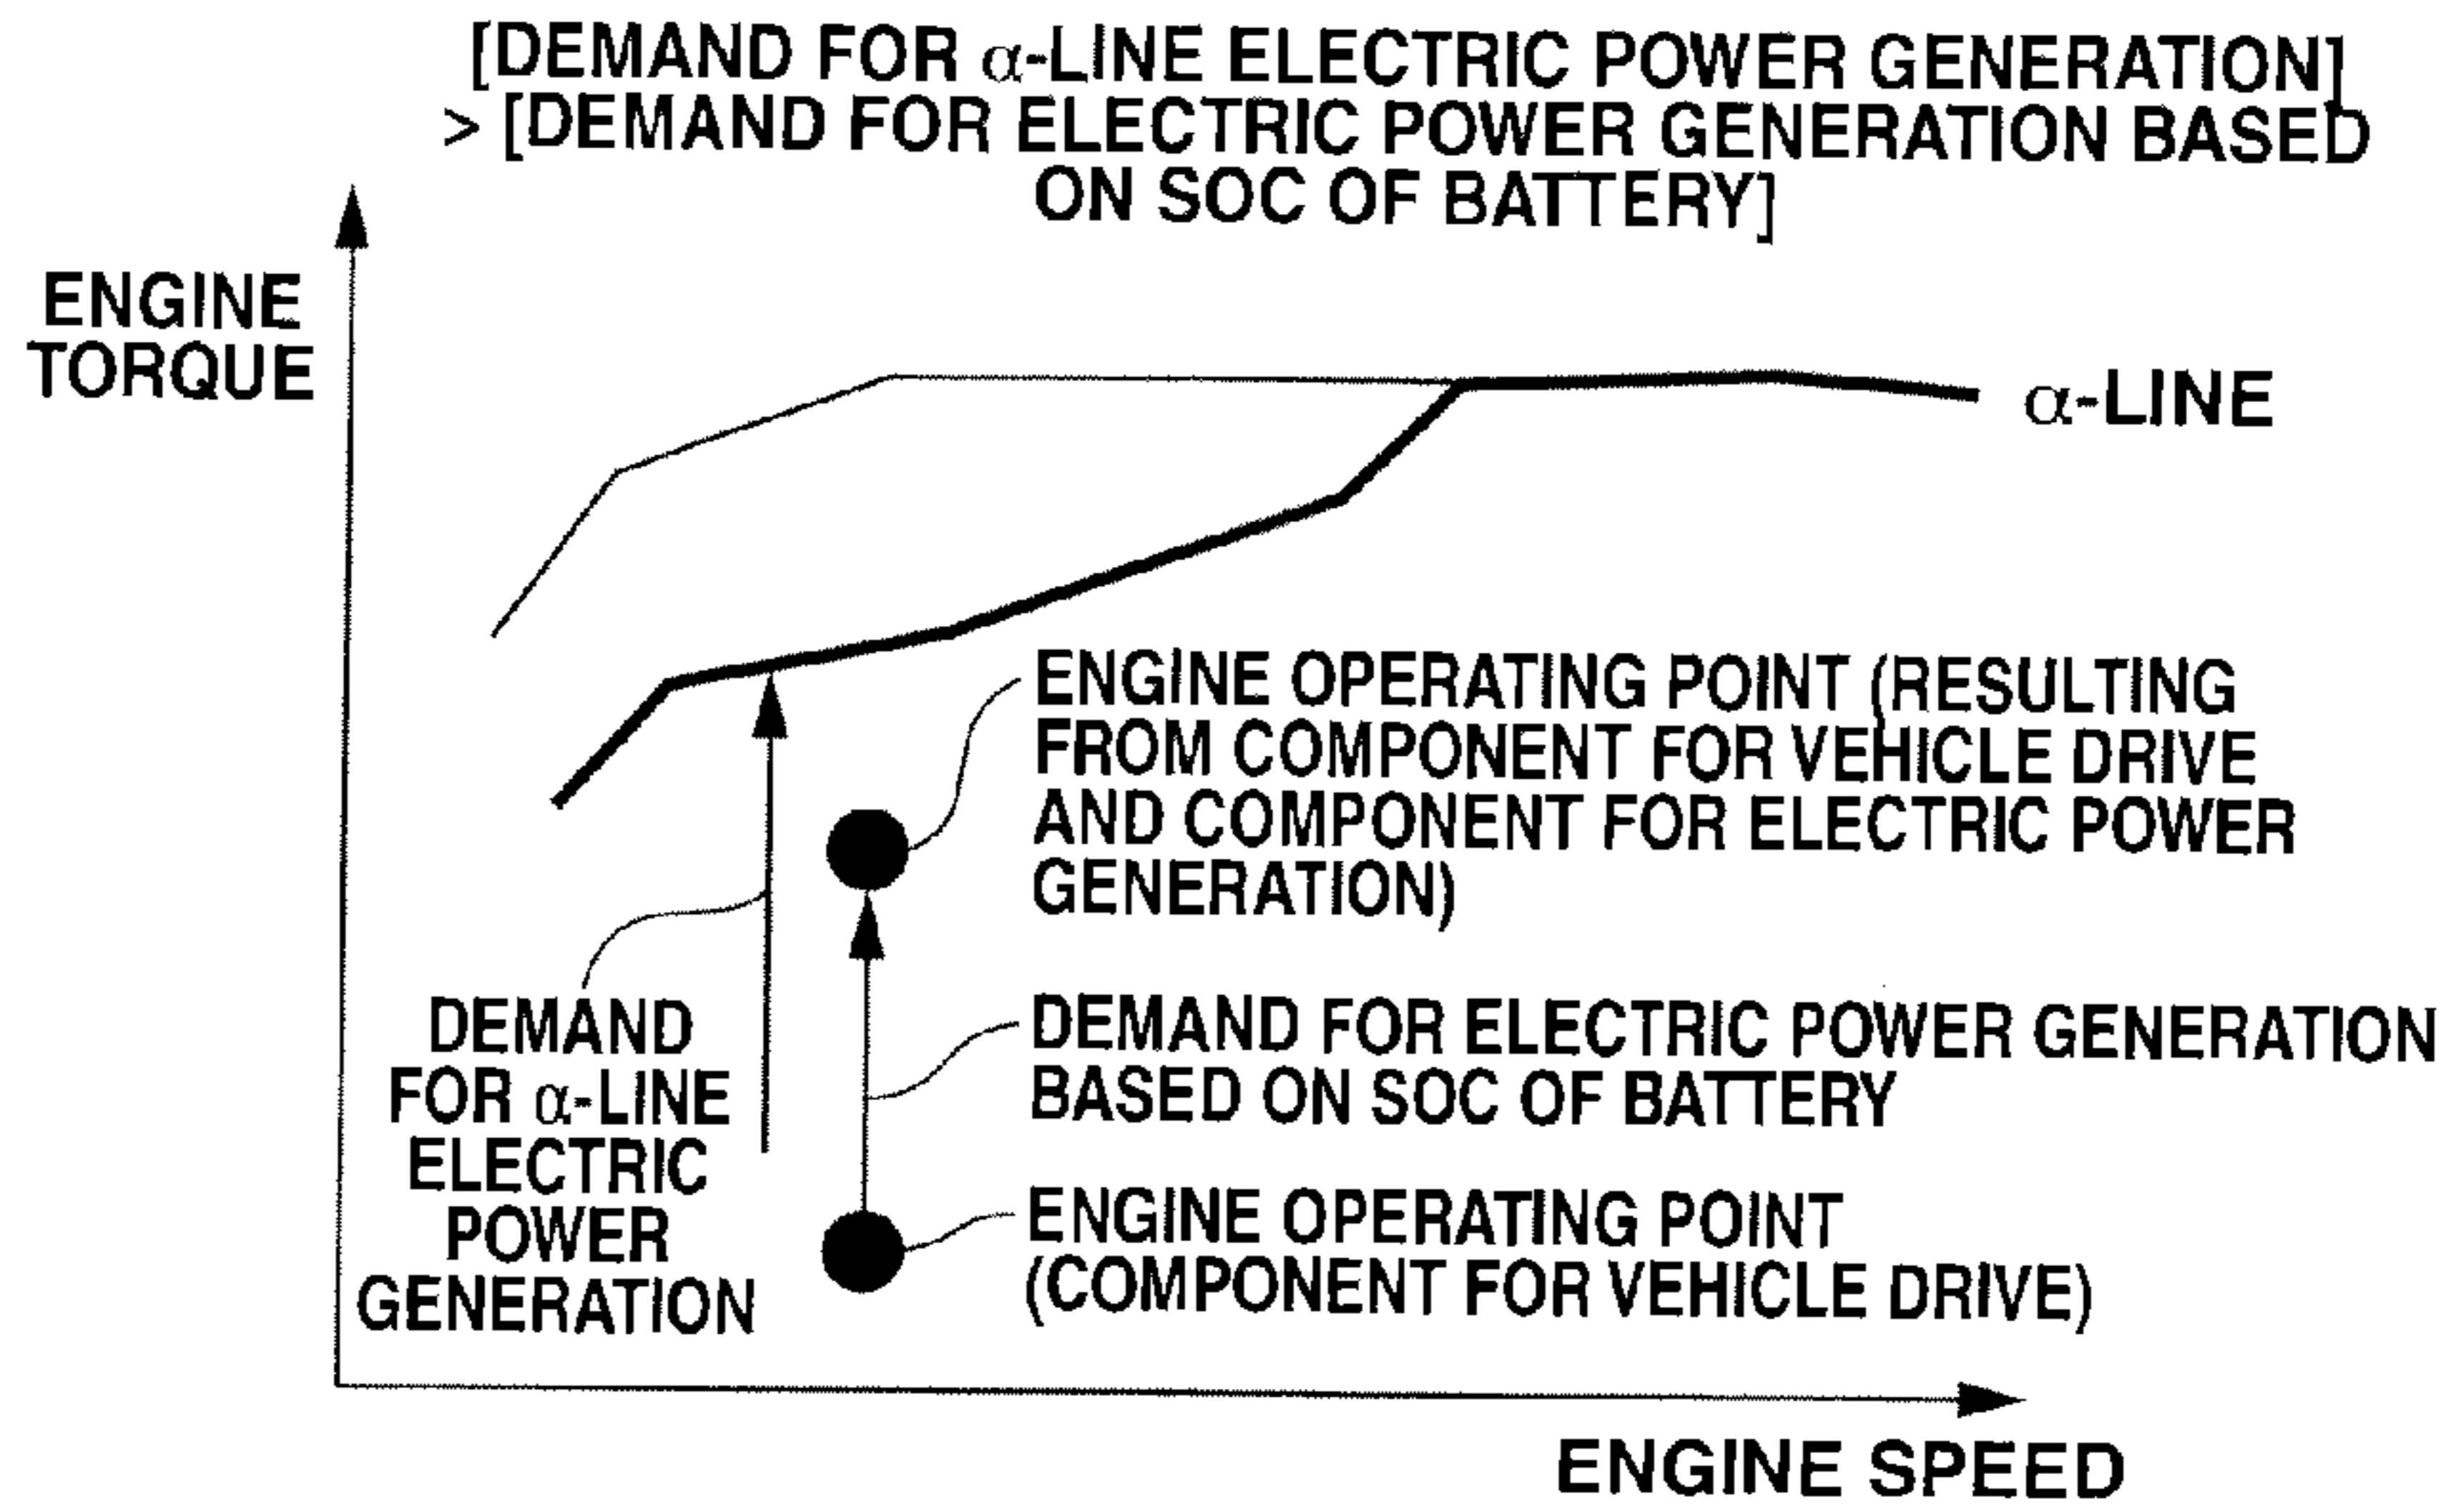 [DEMAND FOR α-LINE ELECTRIC POWER GENERATION]
> [DEMAND FOR ELECTRIC POWER GENERATION BASED
ON SOC OF BATTERY]
ENGINE
TORQUE
α-LINE
ENGINE OPERATING POINT (RESULTING
FROM COMPONENT FOR VEHICLE DRIVE
AND COMPONENT FOR ELECTRIC POWER
GENERATION)
DEMAND
FOR α-LINE
ELECTRIC
POWER
GENERATION
DEMAND FOR ELECTRIC POWER GENERATION
BASED ON SOC OF BATTERY
ENGINE OPERATING POINT
(COMPONENT FOR VEHICLE DRIVE)
ENGINE SPEED